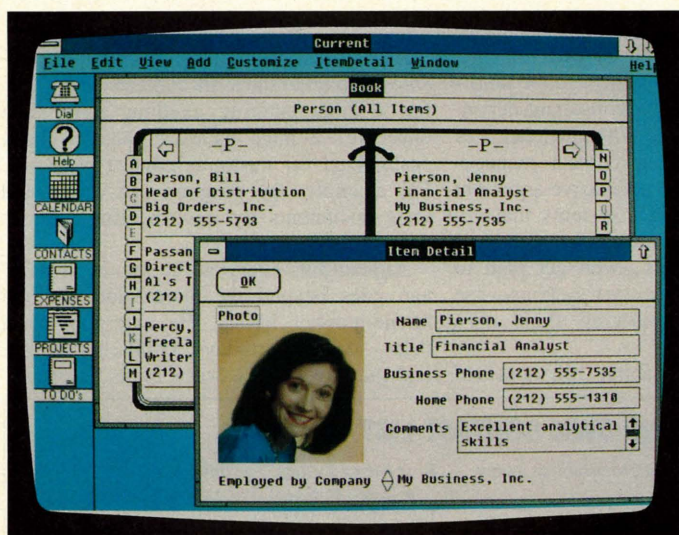 Current
File Edit View Add Customize ItemDetail Window Help
Dial
Help
CALENDAR
CONTACTS
EXPENSES
PROJECTS
TO DO's
Book
Person (All Items)
-P-
-P-
A
B
C
D
E
F
G
H
I
J
K
L
M
Parson, Bill
Head of Distribution
Big Orders, Inc.
(212) 555-5793
Passan
Direct
Al's T
(212)
Percy,
Freela
Writer
(212)
Pierson, Jenny
Financial Analyst
My Business, Inc.
(212) 555-7535
N
O
P
Q
R
Item Detail
OK
Photo
Name Pierson, Jenny
Title Financial Analyst
Business Phone (212) 555-7535
Home Phone (212) 555-1310
Comments Excellent analytical
skills
Employed by Company My Business, Inc.